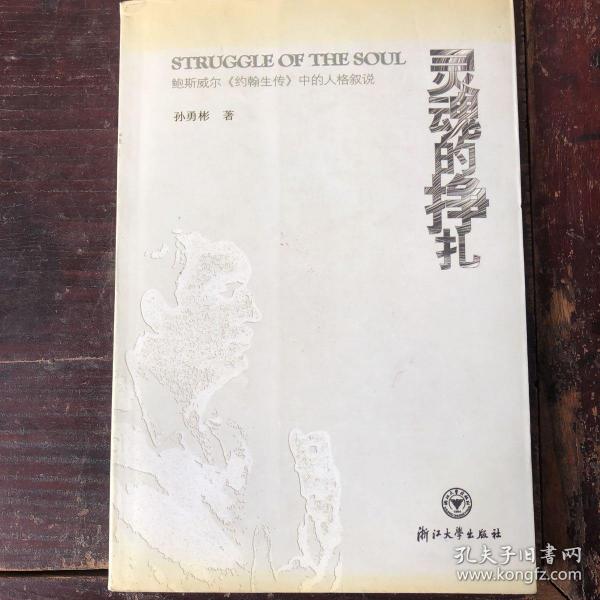 STRUGGLE OF THE SOUL
鲍斯威尔《约翰生传》中的人格叙说
孙勇彬 著
灵魂的挣扎
浙江大学出版社
孔夫子旧书网
www.kongfz.com